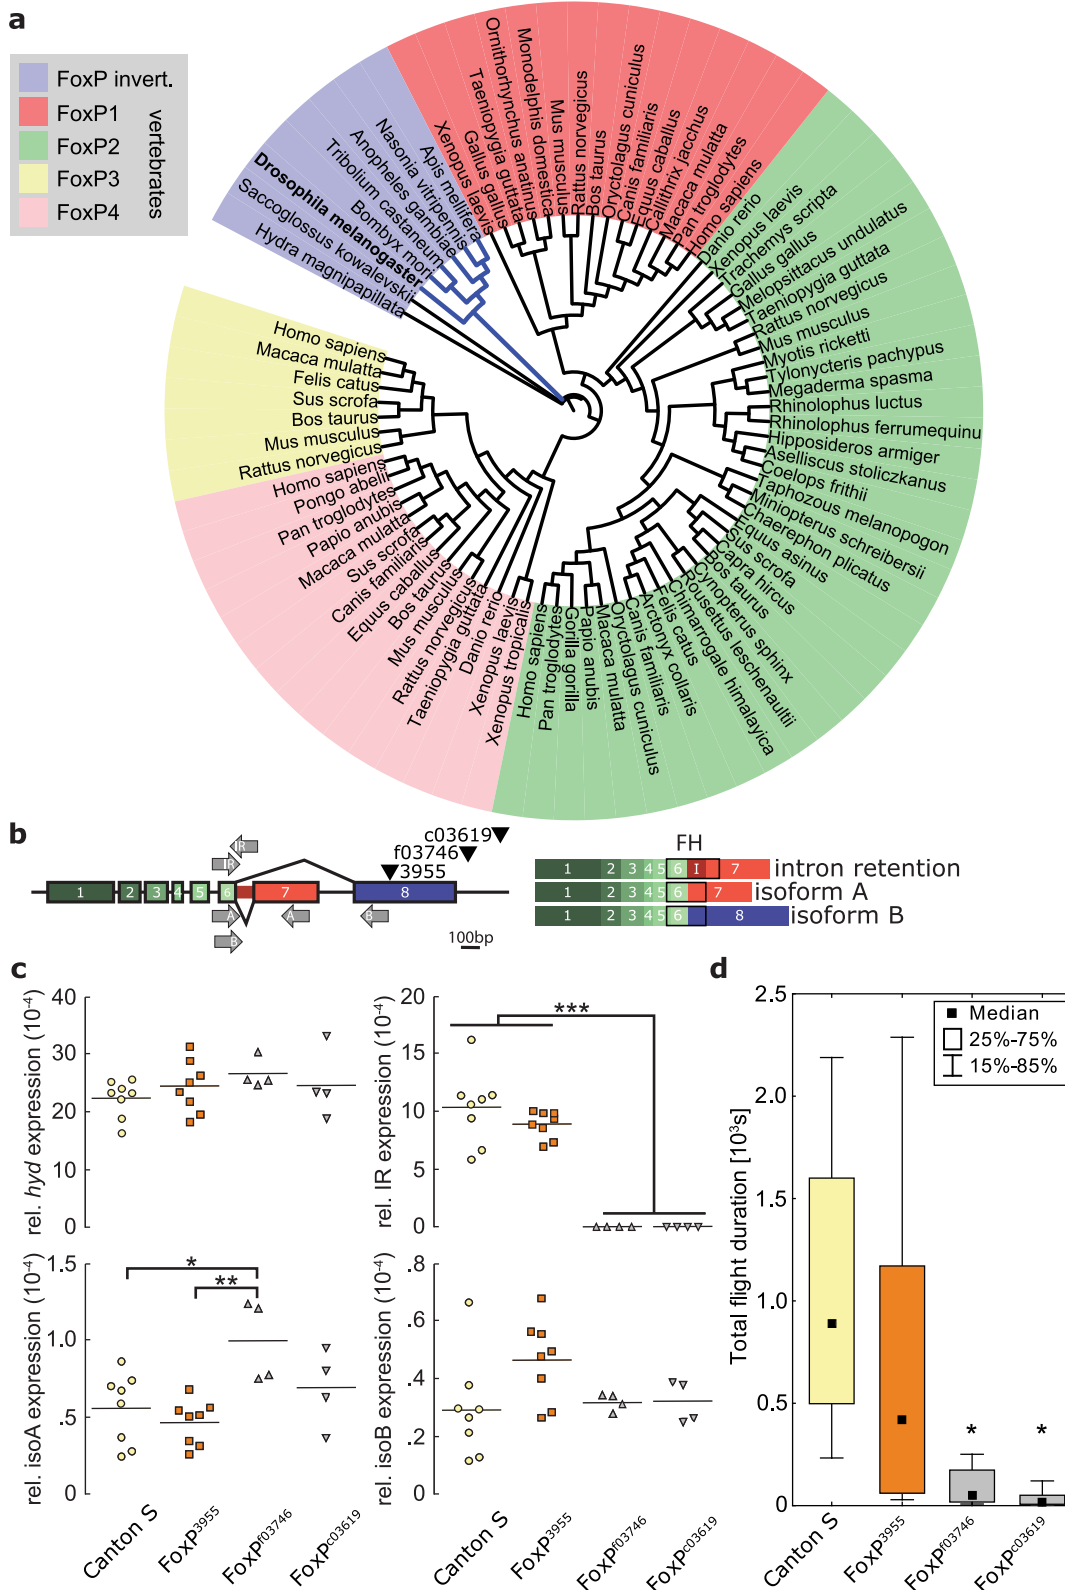 a
FoxP invert.
FoxP1
FoxP2
FoxP3
FoxP4
vertebrates
Hydra magnipapillata
Saccoglossus kowalevskii
Drosophila melanogaster
Bombyx mori
Tribolium castaneum
Anopheles gambiae
Nasonia vitripennis
Apis mellifera
Xenopus laevis
Gallus gallus
Taeniopygia guttata
Ornithorhynchus anatinus
Monodelphis domestica
Mus musculus
Rattus norvegicus
Bos taurus
Oryctolagus cuniculus
Canis familiaris
Equus caballus
Callithrix jacchus
Macaca mulatta
Pan troglodytes
Homo sapiens
Danio rerio
Xenopus laevis
Trachemys scripta
Gallus gallus
Melopsittacus undulatus
Taeniopygia guttata
Rattus norvegicus
Mus musculus
Myotis ricketti
Tylonycteris pachypus
Megaderma spasma
Rhinolophus luctus
Rhinolophus ferrumequinu
Hipposideros armiger
Aselliscus stoliczkanus
Coelops frithii
Taphozous melanopogon
Miniopterus schreibersii
Chaerephon plicatus
Equus asinus
Sus scrofa
Capra hircus
Bos taurus
Cynopterus sphinx
Rousettus leschenaultii
Chimarrogale himalayica
Felis catus
Arctonyx collaris
Canis familiaris
Oryctolagus cuniculus
Macaca mulatta
Papio anubis
Gorilla gorilla
Pan troglodytes
Homo sapiens
Xenopus tropicalis
Xenopus laevis
Danio rerio
Taeniopygia guttata
Rattus norvegicus
Mus musculus
Bos taurus
Equus caballus
Canis familiaris
Sus scrofa
Macaca mulatta
Papio anubis
Pan troglodytes
Pongo abelii
Homo sapiens
Rattus norvegicus
Mus musculus
Bos taurus
Sus scrofa
Felis catus
Macaca mulatta
Homo sapiens
b
c03619
f03746
3955
IR
IR
1 2 3 4 5 6 7 8
A A B
B
100bp
FH
1 2 3 4 5 6 I 7 intron retention
1 2 3 4 5 6 7 isoform A
1 2 3 4 5 6 8 isoform B
c
rel. hyd expression (10-4)
40
30
20
10
0
rel. IR expression (10-4)
20
15
10
5
0
***
rel. isoA expression (10-4)
1.5
1.0
.5
0
*
**
Canton S
FoxP3955
FoxPf03746
FoxPc03619
rel. isoB expression (10-4)
.8
.6
.4
.2
0
Canton S
FoxP3955
FoxPf03746
FoxPc03619
d
Total flight duration [10³s]
2.5
2.0
1.5
1.0
0.5
0
Median
25%-75%
15%-85%
* *
Canton S
FoxP3955
FoxPf03746
FoxPc03619